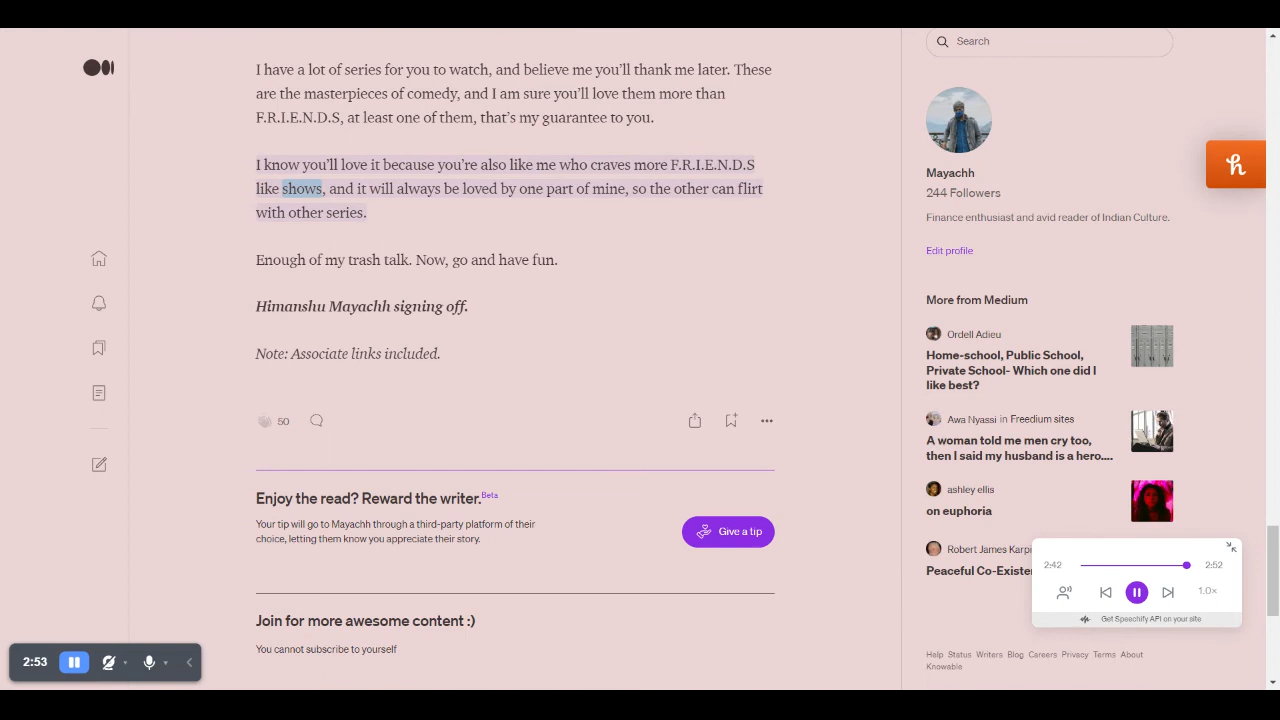 I have a lot of series for you to watch, and believe me you'll thank me later. These
are the masterpieces of comedy, and I am sure you'll love them more than
F.R.I.E.N.D.S, at least one of them, that's my guarantee to you.
I know you'll love it because you're also like me who craves more F.R.I.E.N.D.S
like shows, and it will always be loved by one part of mine, so the other can flirt
with other series.
Enough of my trash talk. Now, go and have fun.
Himanshu Mayachh signing off.
Note: Associate links included.
50
Enjoy the read? Reward the writer.Beta
Your tip will go to Mayachh through a third-party platform of their
choice, letting them know you appreciate their story.
Give a tip
Join for more awesome content :)
You cannot subscribe to yourself
2:53
Search
Mayachh
244 Followers
Finance enthusiast and avid reader of Indian Culture.
Edit profile
More from Medium
Ordell Adieu
Home-school, Public School,
Private School- Which one did I
like best?
Awa Nyassi in Freedium sites
A woman told me men cry too,
then I said my husband is a hero....
ashley ellis
on euphoria
Robert James Karpi
Peaceful Co-Exister
2:42
2:52
1.0×
Get Speechify API on your site
Help Status Writers Blog Careers Privacy Terms About
Knowable